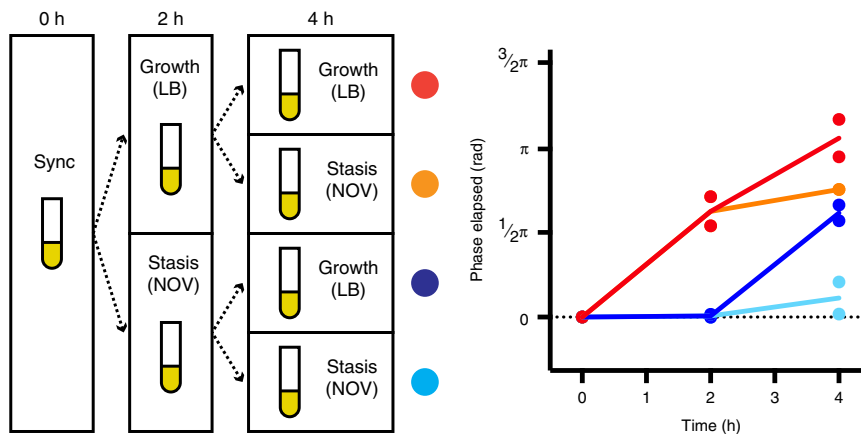 0 h
2 h
4 h
Sync
Growth
(LB)
Stasis
(NOV)
Growth
(LB)
Stasis
(NOV)
Growth
(LB)
Stasis
(NOV)
Phase elapsed (rad)
3/2π
π
1/2π
0
0 1 2 3 4
Time (h)